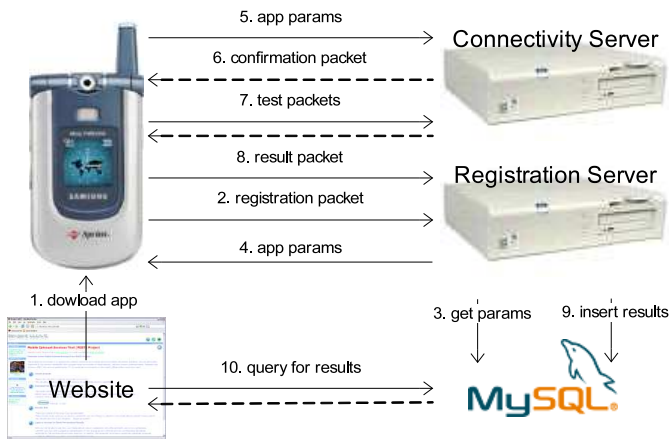 5. app params
Connectivity Server
6. confirmation packet
7. test packets
8. result packet
Registration Server
2. registration packet
4. app params
SAMSUNG
Sprint.
1. dowload app
3. get params
9. insert results
10. query for results
Website
MySQL